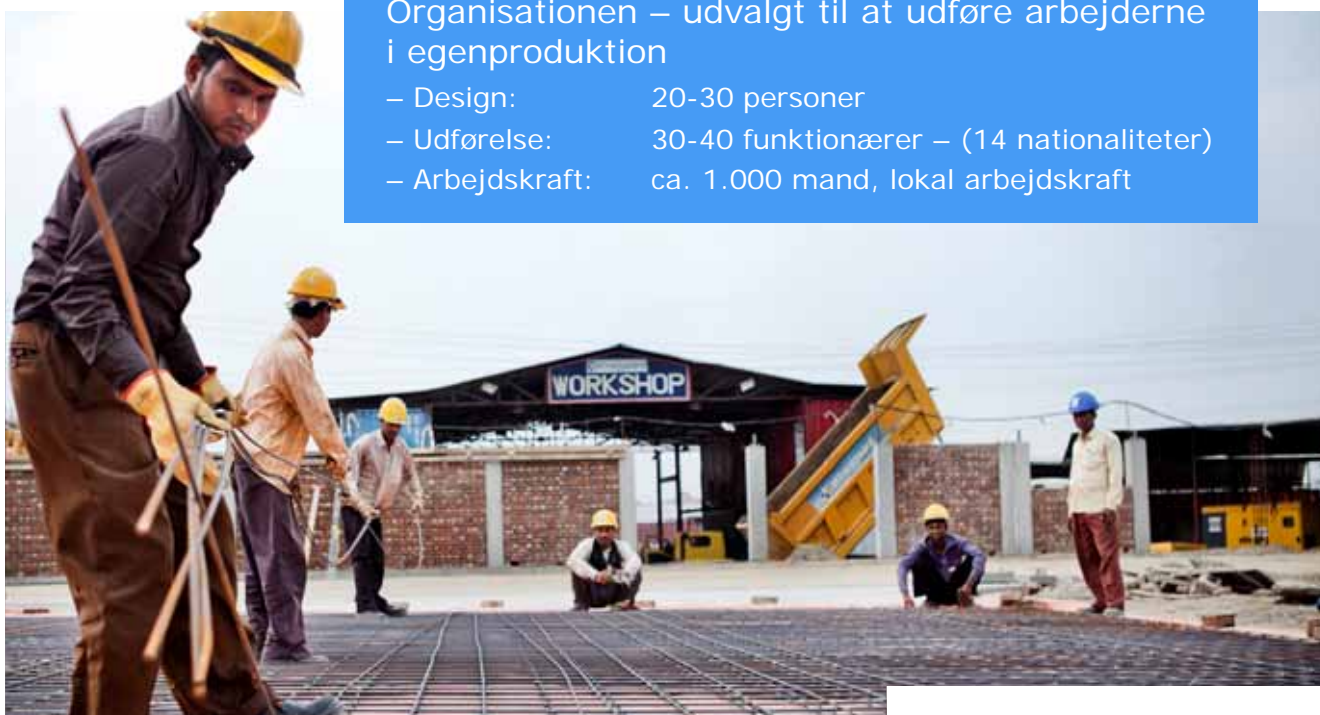 Organisationen – udvalgt til at udføre arbejderne
i egenproduktion
– Design: 20-30 personer
– Udførelse: 30-40 funktionærer – (14 nationaliteter)
– Arbejdskraft: ca. 1.000 mand, lokal arbejdskraft
WORKSHOP